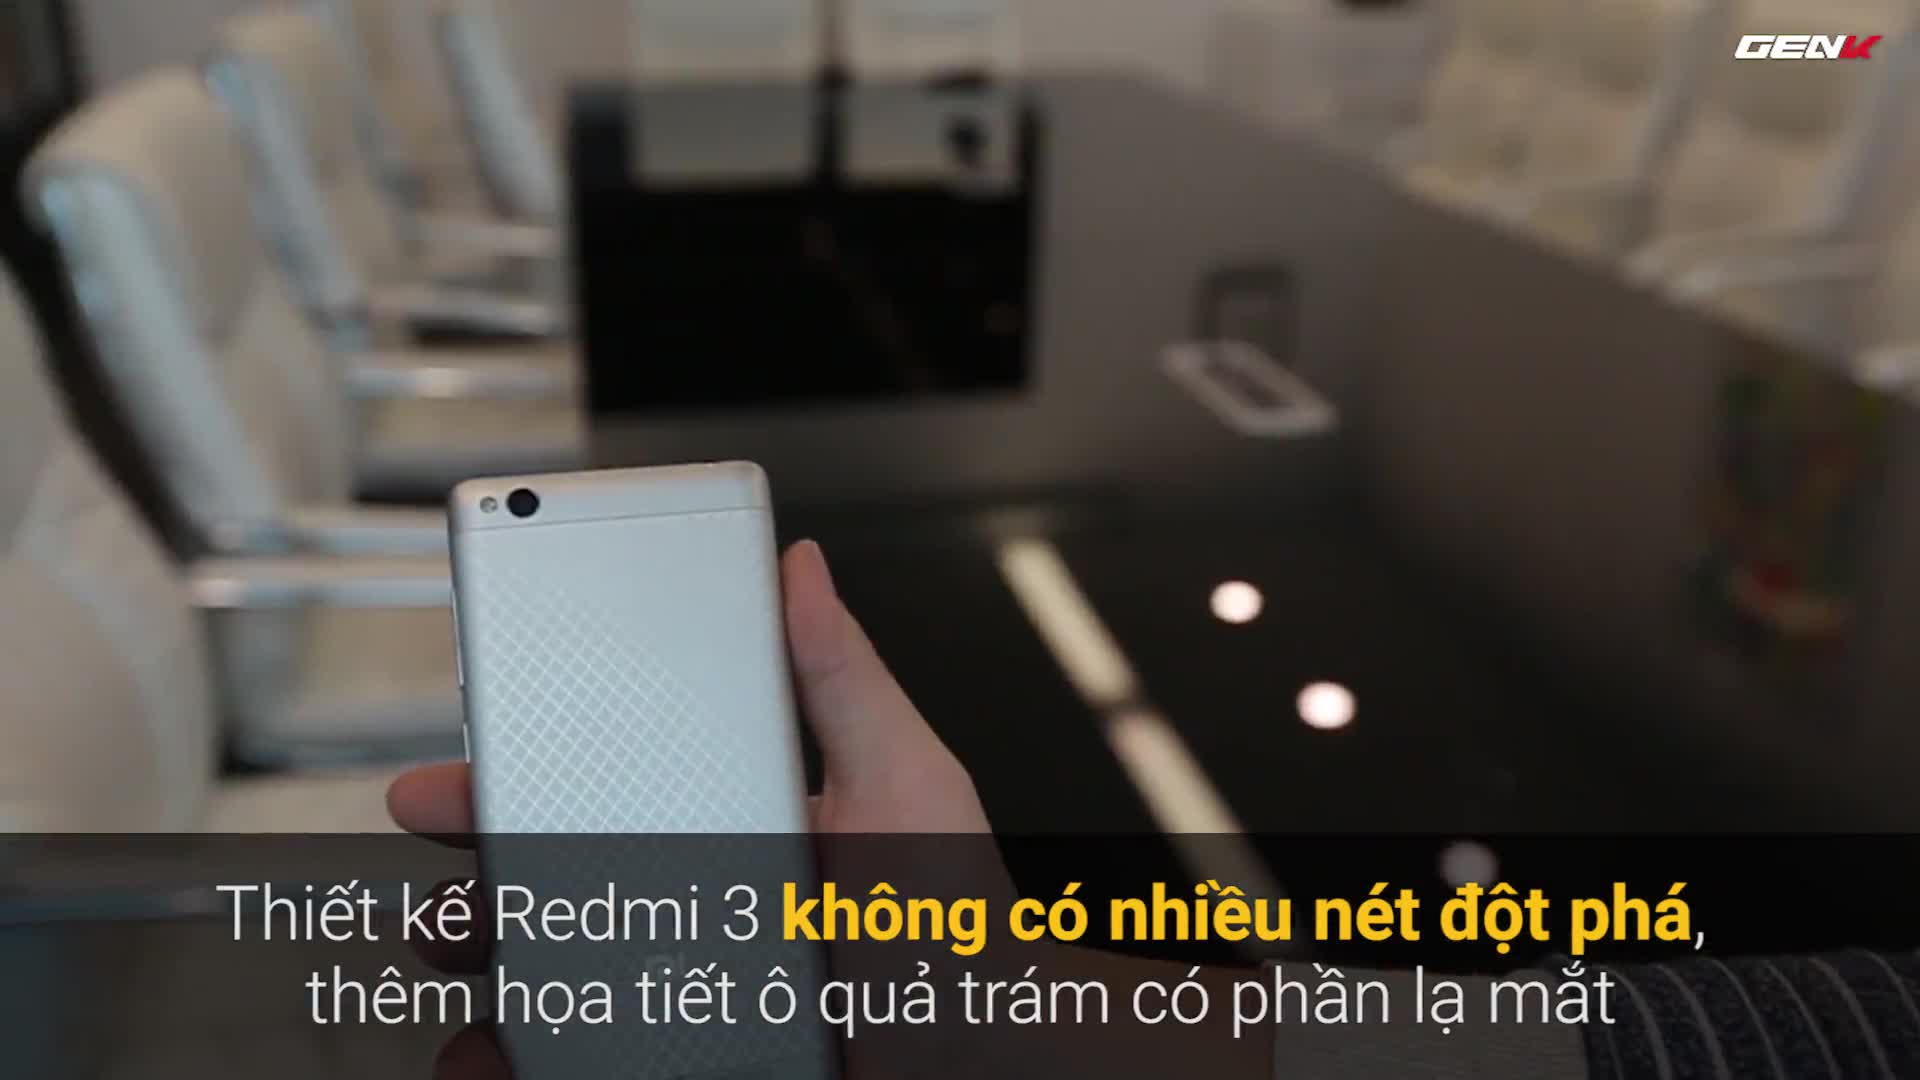 GENK
Thiết kế Redmi 3 không có nhiều nét đột phá,
thêm họa tiết ô quả trám có phần lạ mắt